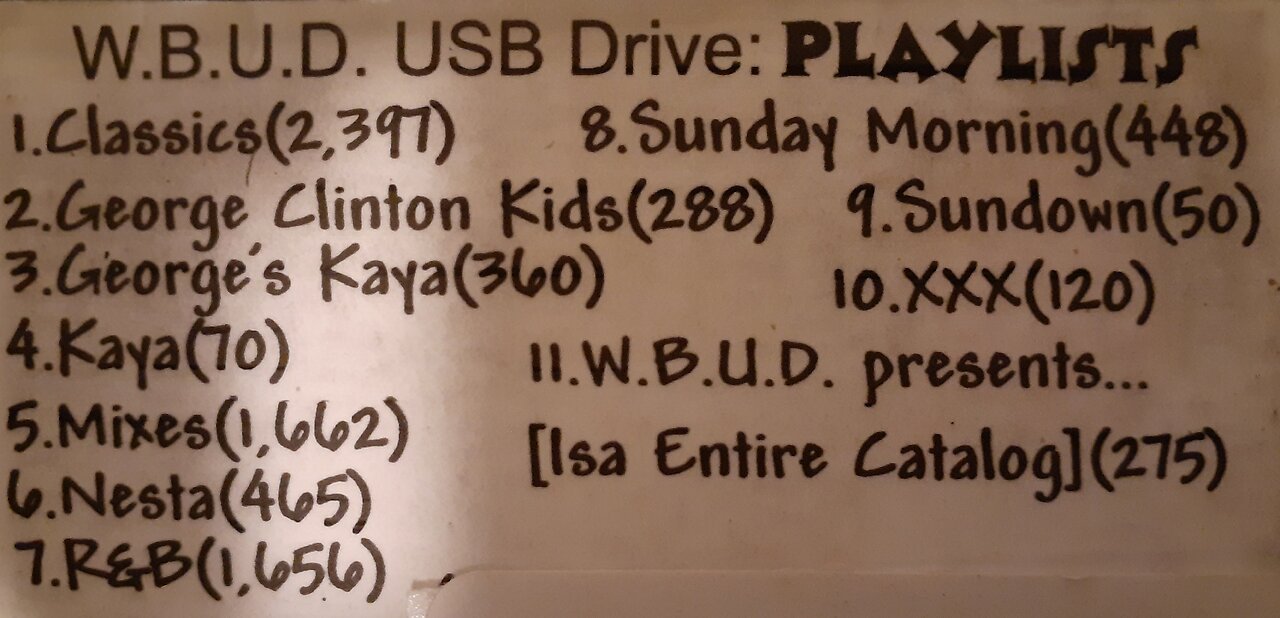 W.B.U.D. USB Drive: PLAYLISTS
1.Classics(2,397)
2.George Clinton Kids(288)
3.George's Kaya(360)
4.Kaya(70)
5.Mixes(1,662)
6.Nesta(465)
7.R&B(1,656)
8.Sunday Morning(448)
9.Sundown(50)
10.XXX(120)
11.W.B.U.D. presents...
[Isa Entire Catalog](275)